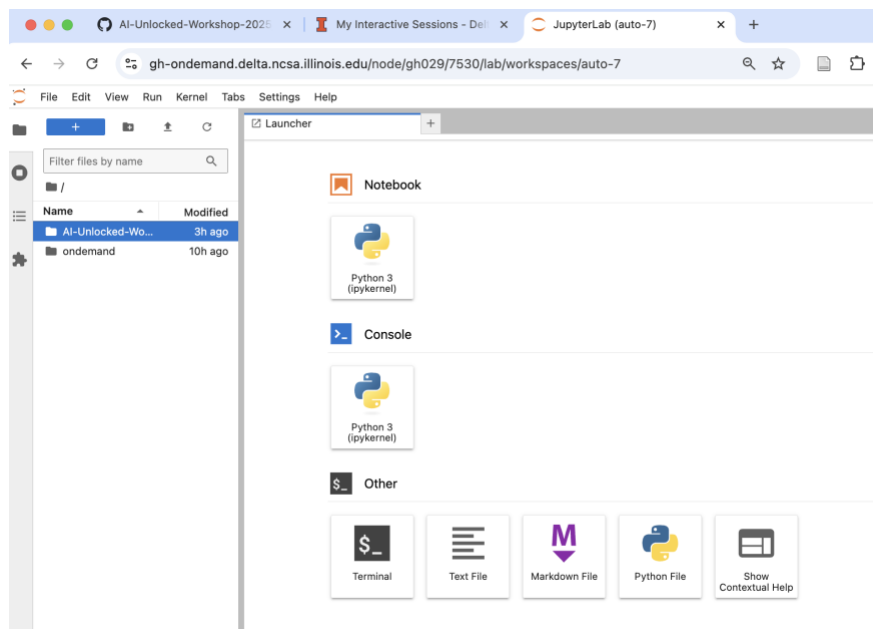 AI-Unlocked-Workshop-2025
My Interactive Sessions - Del
JupyterLab (auto-7)
gh-ondemand.delta.ncsa.illinois.edu/node/gh029/7530/lab/workspaces/auto-7
File Edit View Run Kernel Tabs Settings Help
+
Launcher
+
Filter files by name
/
Name Modified
AI-Unlocked-Wo... 3h ago
ondemand 10h ago
Notebook
Python 3
(ipykernel)
>_ Console
Python 3
(ipykernel)
$_ Other
$_
M
Terminal
Text File
Markdown File
Python File
Show
Contextual Help